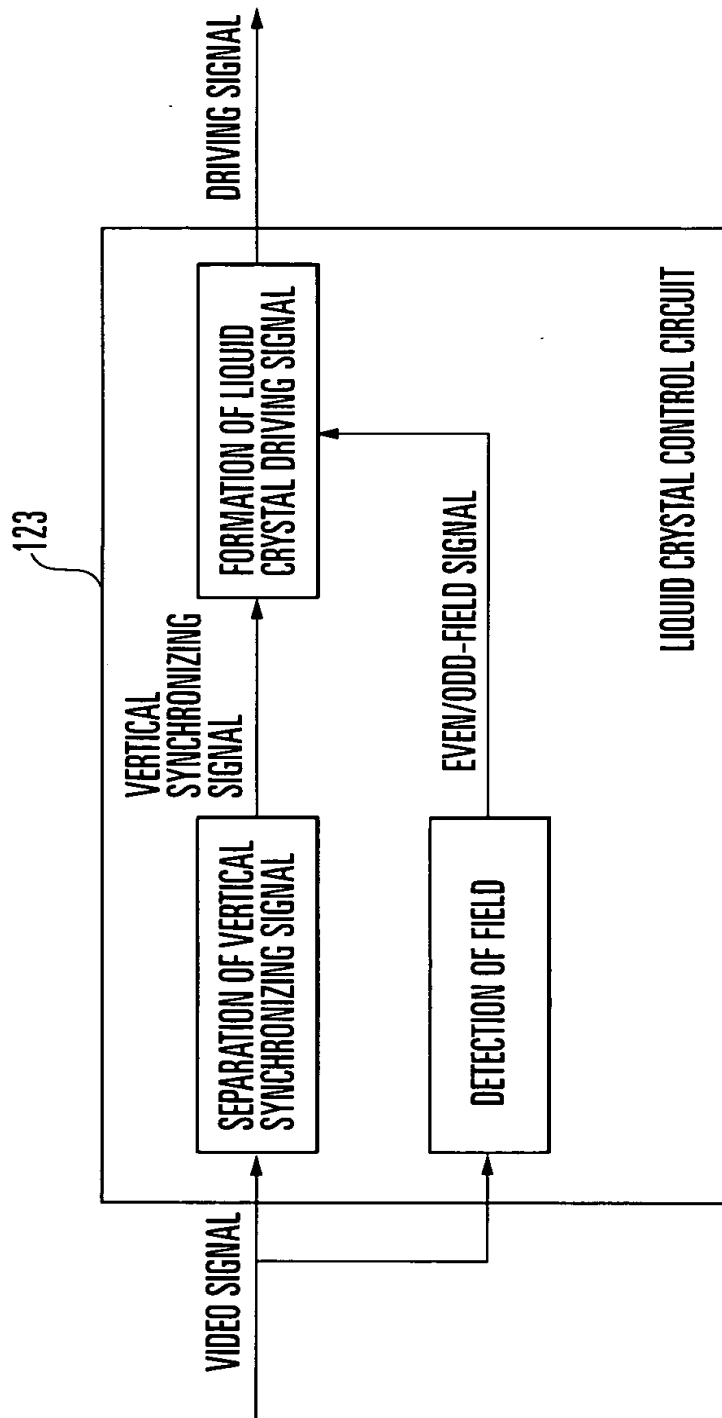 123
VIDEO SIGNAL
SEPARATION OF VERTICAL
SYNCHRONIZING SIGNAL
VERTICAL
SYNCHRONIZING
SIGNAL
FORMATION OF LIQUID
CRYSTAL DRIVING SIGNAL
DRIVING SIGNAL
DETECTION OF FIELD
EVEN/ODD-FIELD SIGNAL
LIQUID CRYSTAL CONTROL CIRCUIT